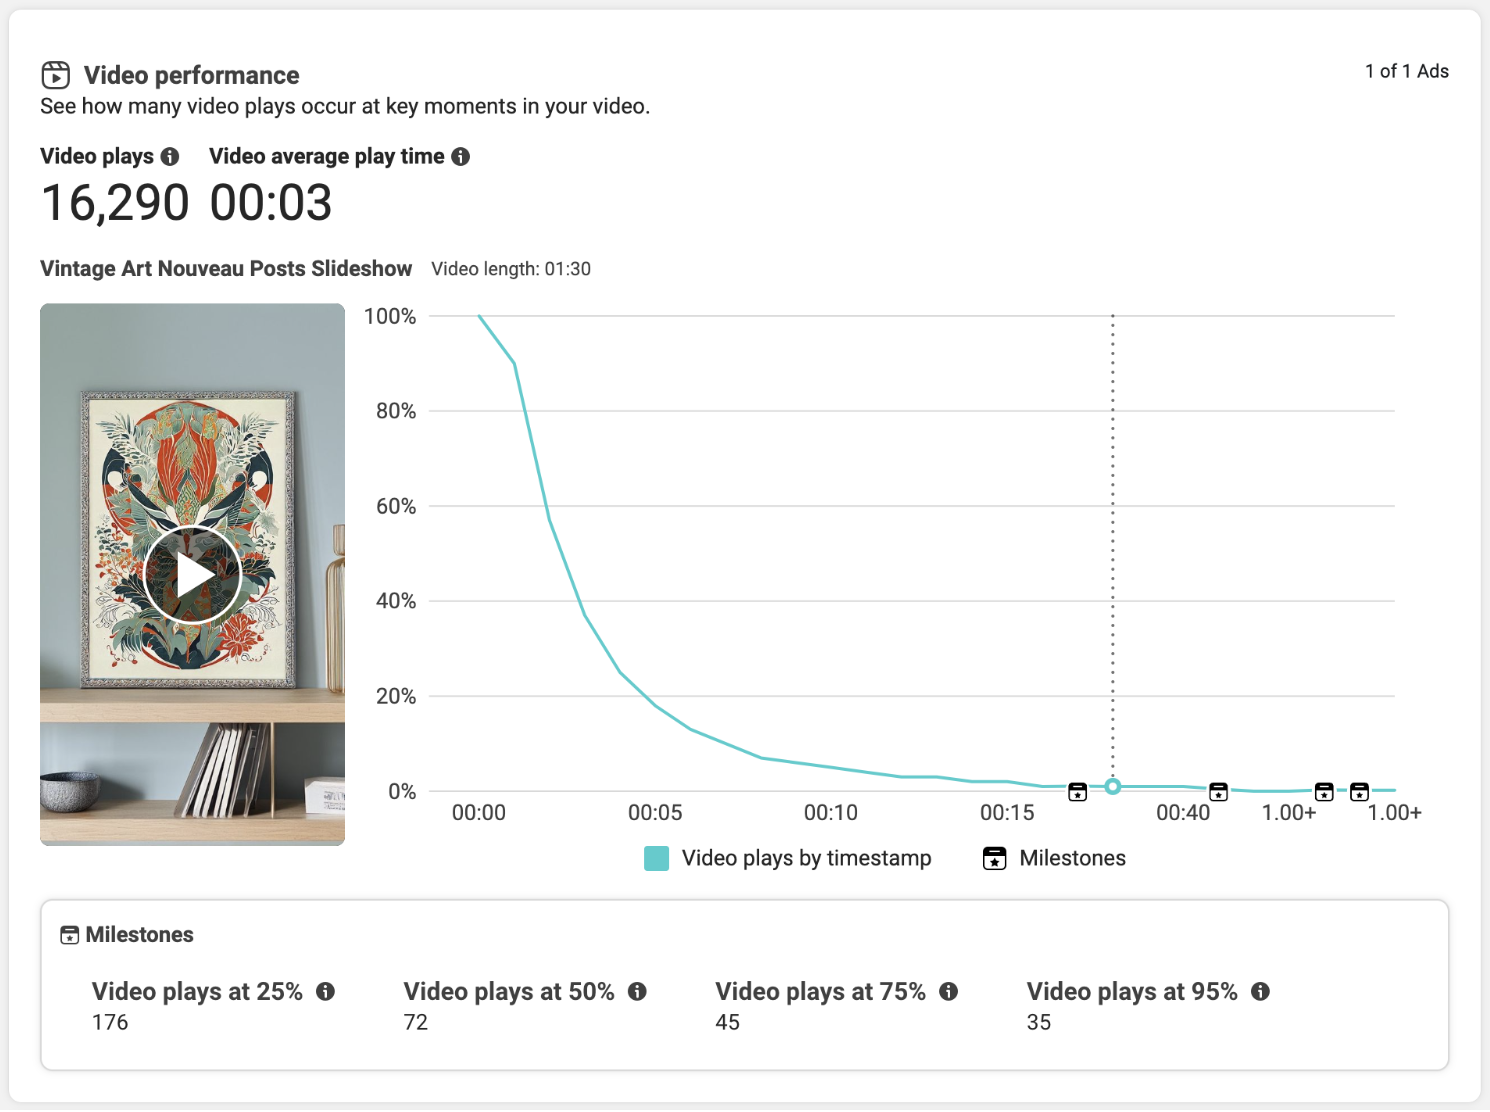 Video performance
1 of 1 Ads
See how many video plays occur at key moments in your video.
Video plays
Video average play time
16,290
00:03
Vintage Art Nouveau Posts Slideshow
Video length: 01:30
100%
80%
60%
40%
20%
0%
00:00
00:05
00:10
00:15
00:40
1.00+
1.00+
Video plays by timestamp
Milestones
Milestones
Video plays at 25%
Video plays at 50%
Video plays at 75%
Video plays at 95%
176
72
45
35